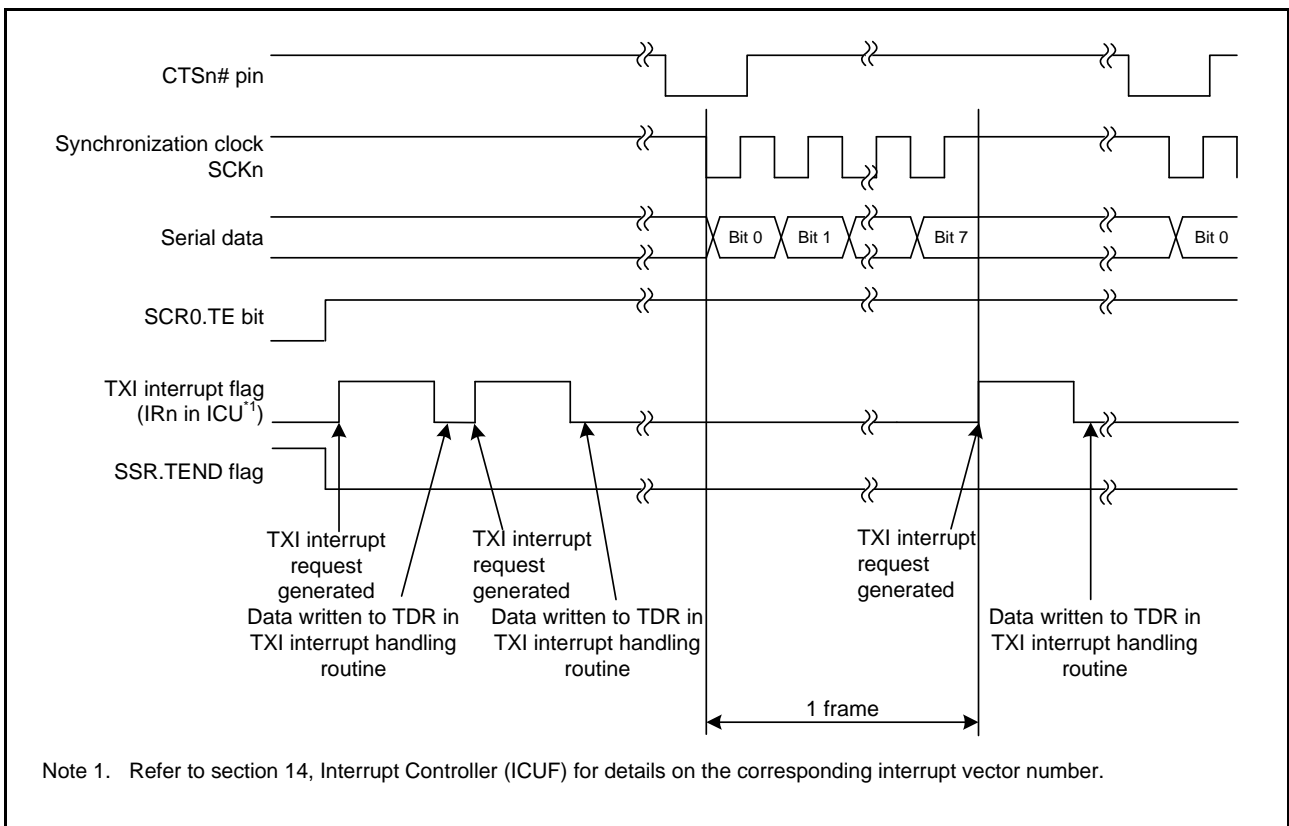 CTSn# pin
Synchronization clock
SCKn
Serial data
Bit 0
Bit 1
Bit 7
Bit 0
SCR0.TE bit
TXI interrupt flag
(IRn in ICU*1)
SSR.TEND flag
TXI interrupt
request
generated
Data written to TDR in
TXI interrupt handling
routine
TXI interrupt
request
generated
Data written to TDR in
TXI interrupt handling
routine
TXI interrupt
request
generated
Data written to TDR in
TXI interrupt handling
routine
1 frame
Note 1. Refer to section 14, Interrupt Controller (ICUF) for details on the corresponding interrupt vector number.